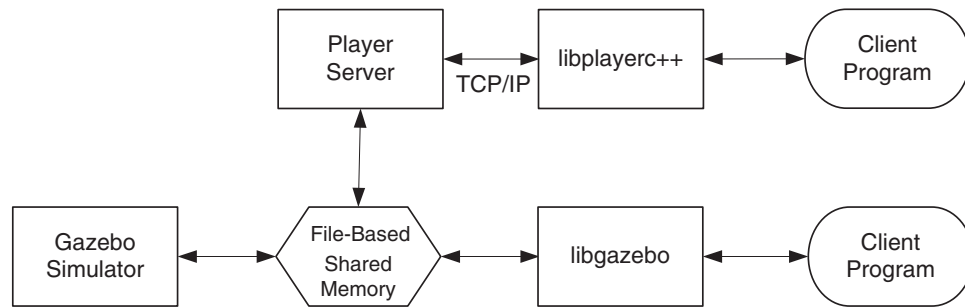 Player
Server
TCP/IP
libplayerc++
Client
Program
Gazebo
Simulator
File-Based
Shared
Memory
libgazebo
Client
Program